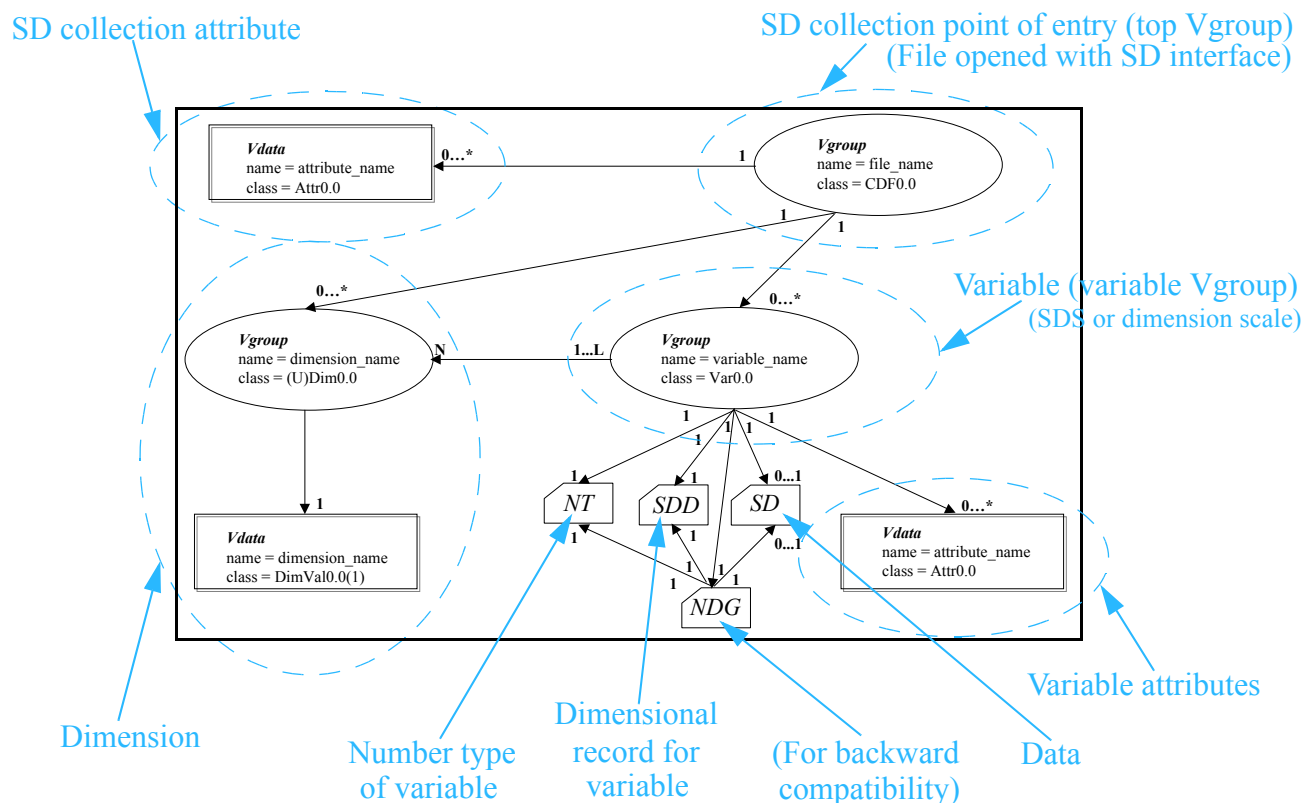 SD collection attribute
SD collection point of entry (top Vgroup)
(File opened with SD interface)
Vdata
name = attribute_name
class = Attr0.0
0…*
1
Vgroup
name = file_name
class = CDF0.0
1
1
0…*
0…*
Variable (variable Vgroup)
(SDS or dimension scale)
Vgroup
name = dimension_name
class = (U)Dim0.0
N
1...L
Vgroup
name = variable_name
class = Var0.0
1
1
1
1
1
1
1
0...1
0…*
1
NT
SDD
SD
Vdata
name = dimension_name
class = DimVal0.0(1)
Vdata
name = attribute_name
class = Attr0.0
1
1
0...1
1
1
1
1
NDG
Variable attributes
Dimension
Number type
of variable
Dimensional
record for
variable
(For backward
compatibility)
Data